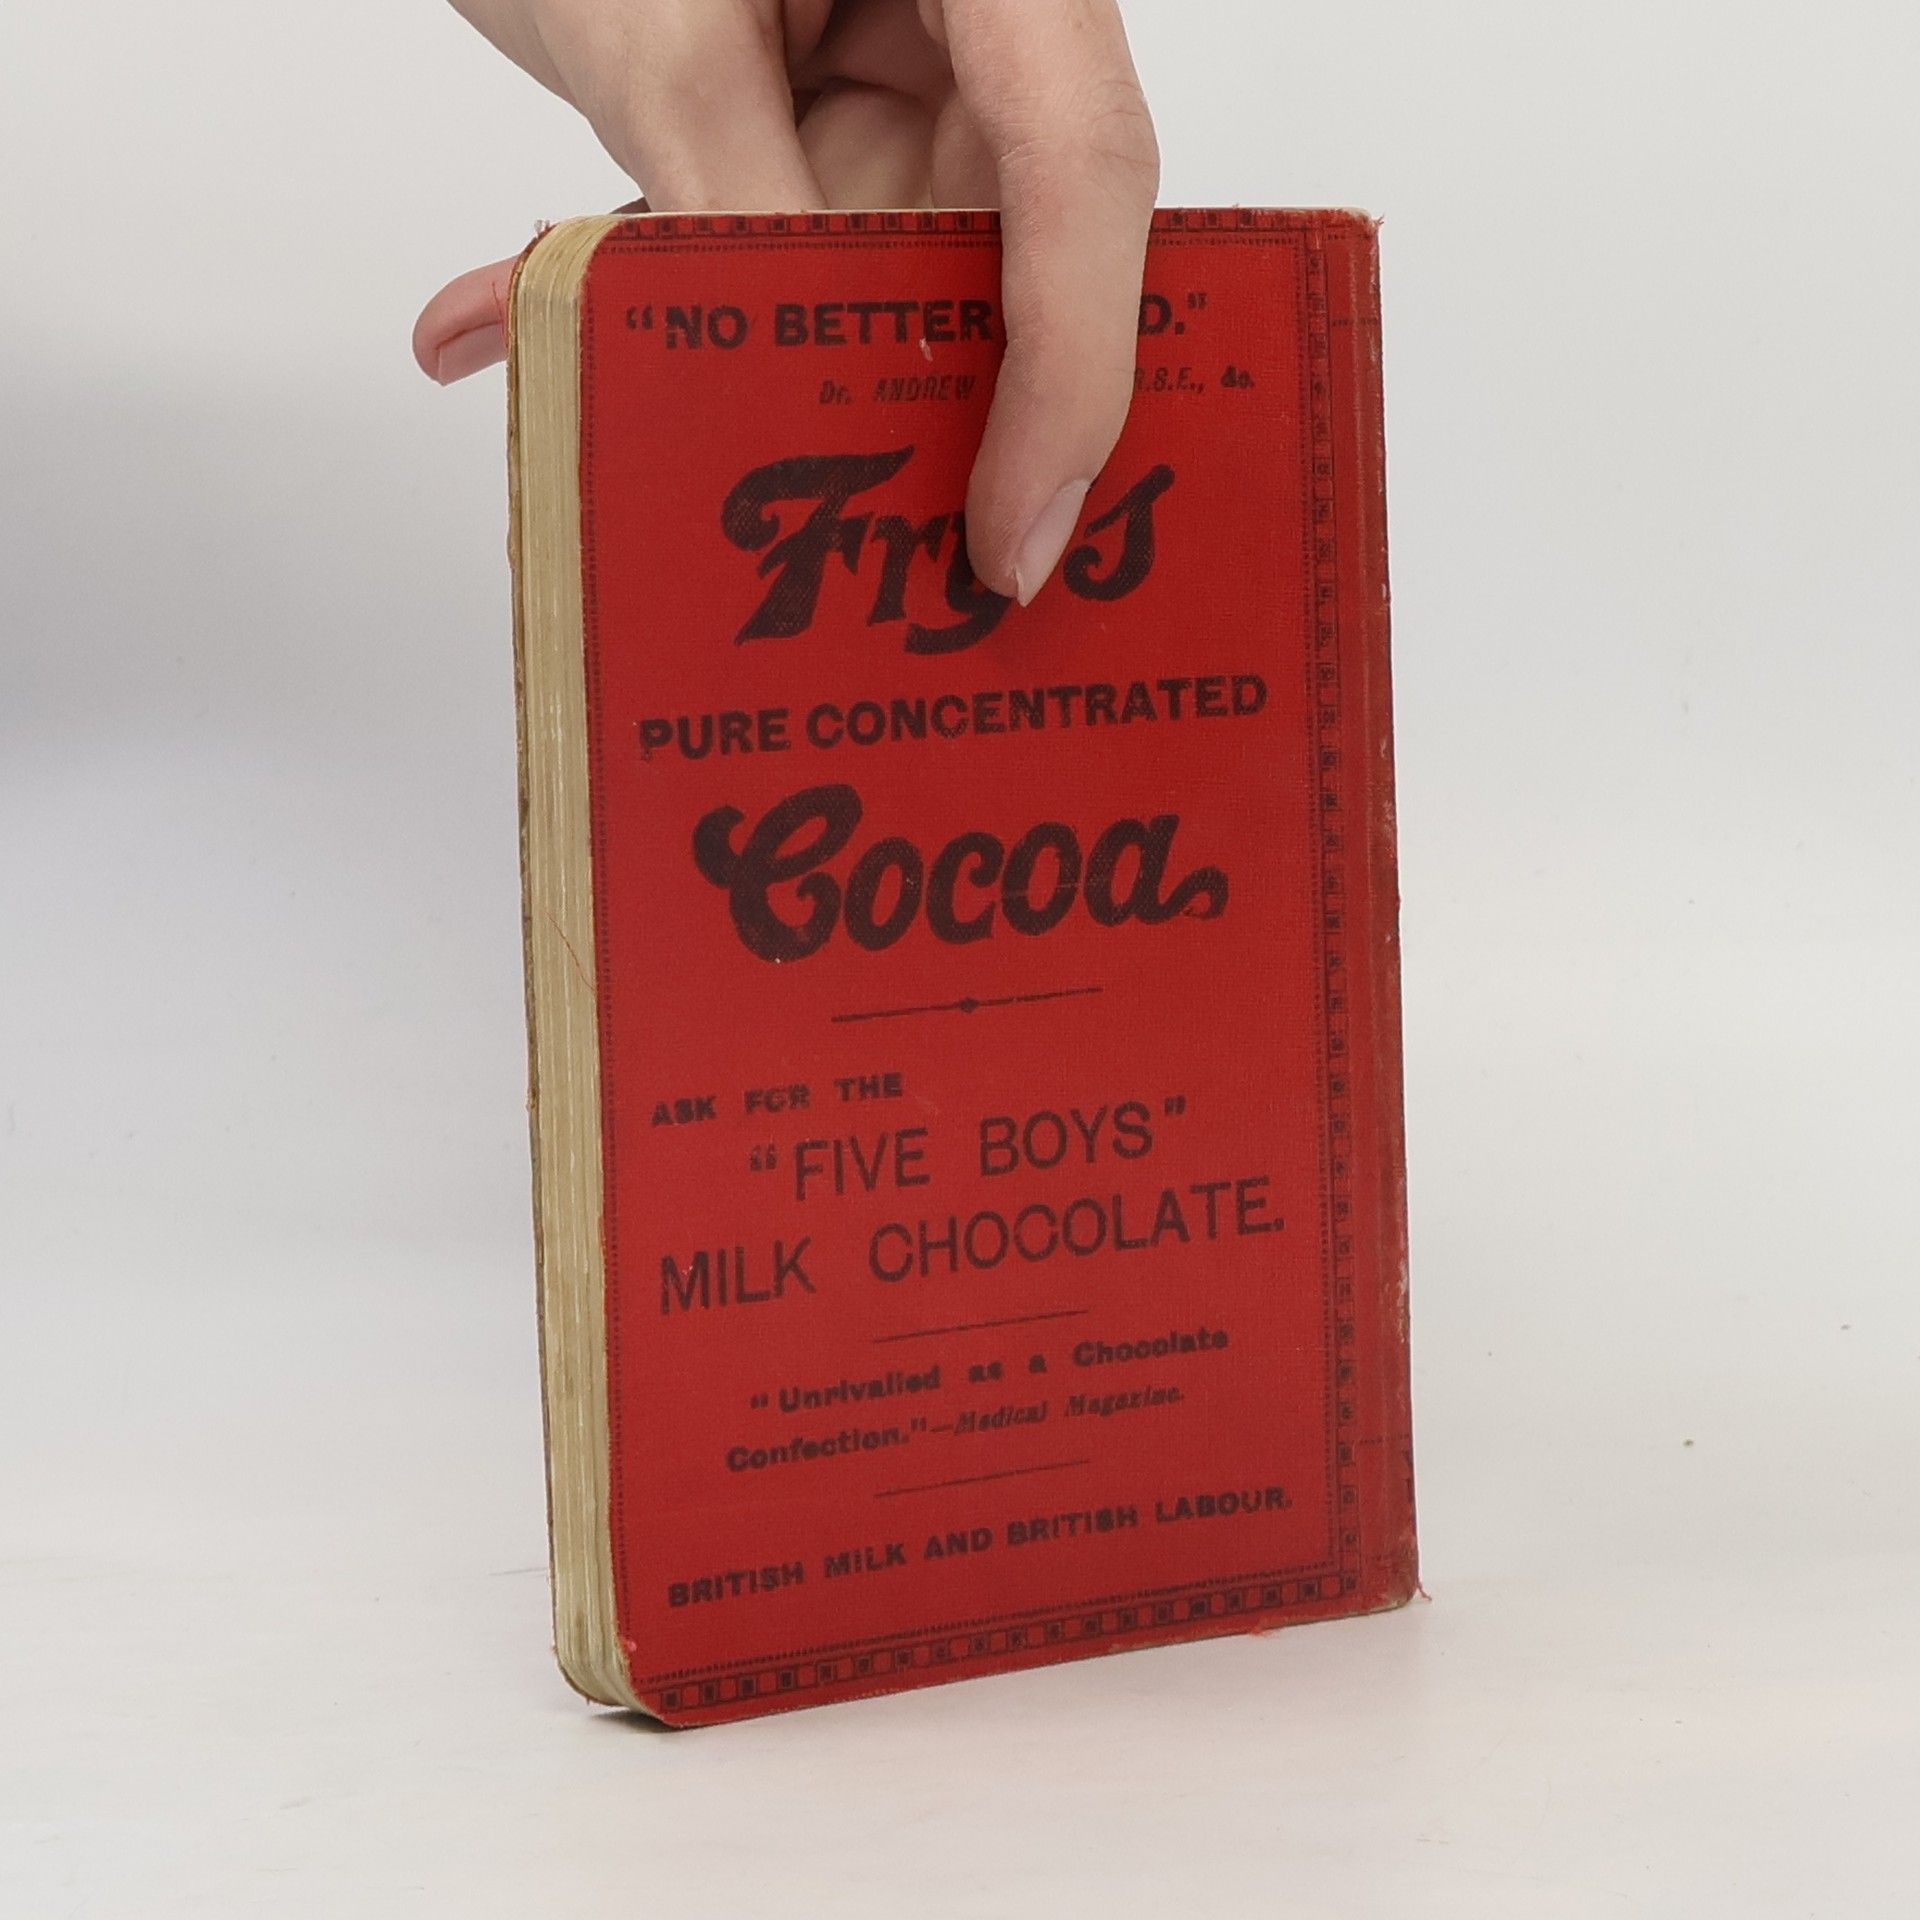 "NO BETTER D."
Dr. ANDREW R.S.E., &c.
Fry's
PURE CONCENTRATED
Cocoa
ASK FOR THE
"FIVE BOYS"
MILK CHOCOLATE.
"Unrivalled as a Chocolate
Confection."—Medical Magazine.
BRITISH MILK AND BRITISH LABOUR.